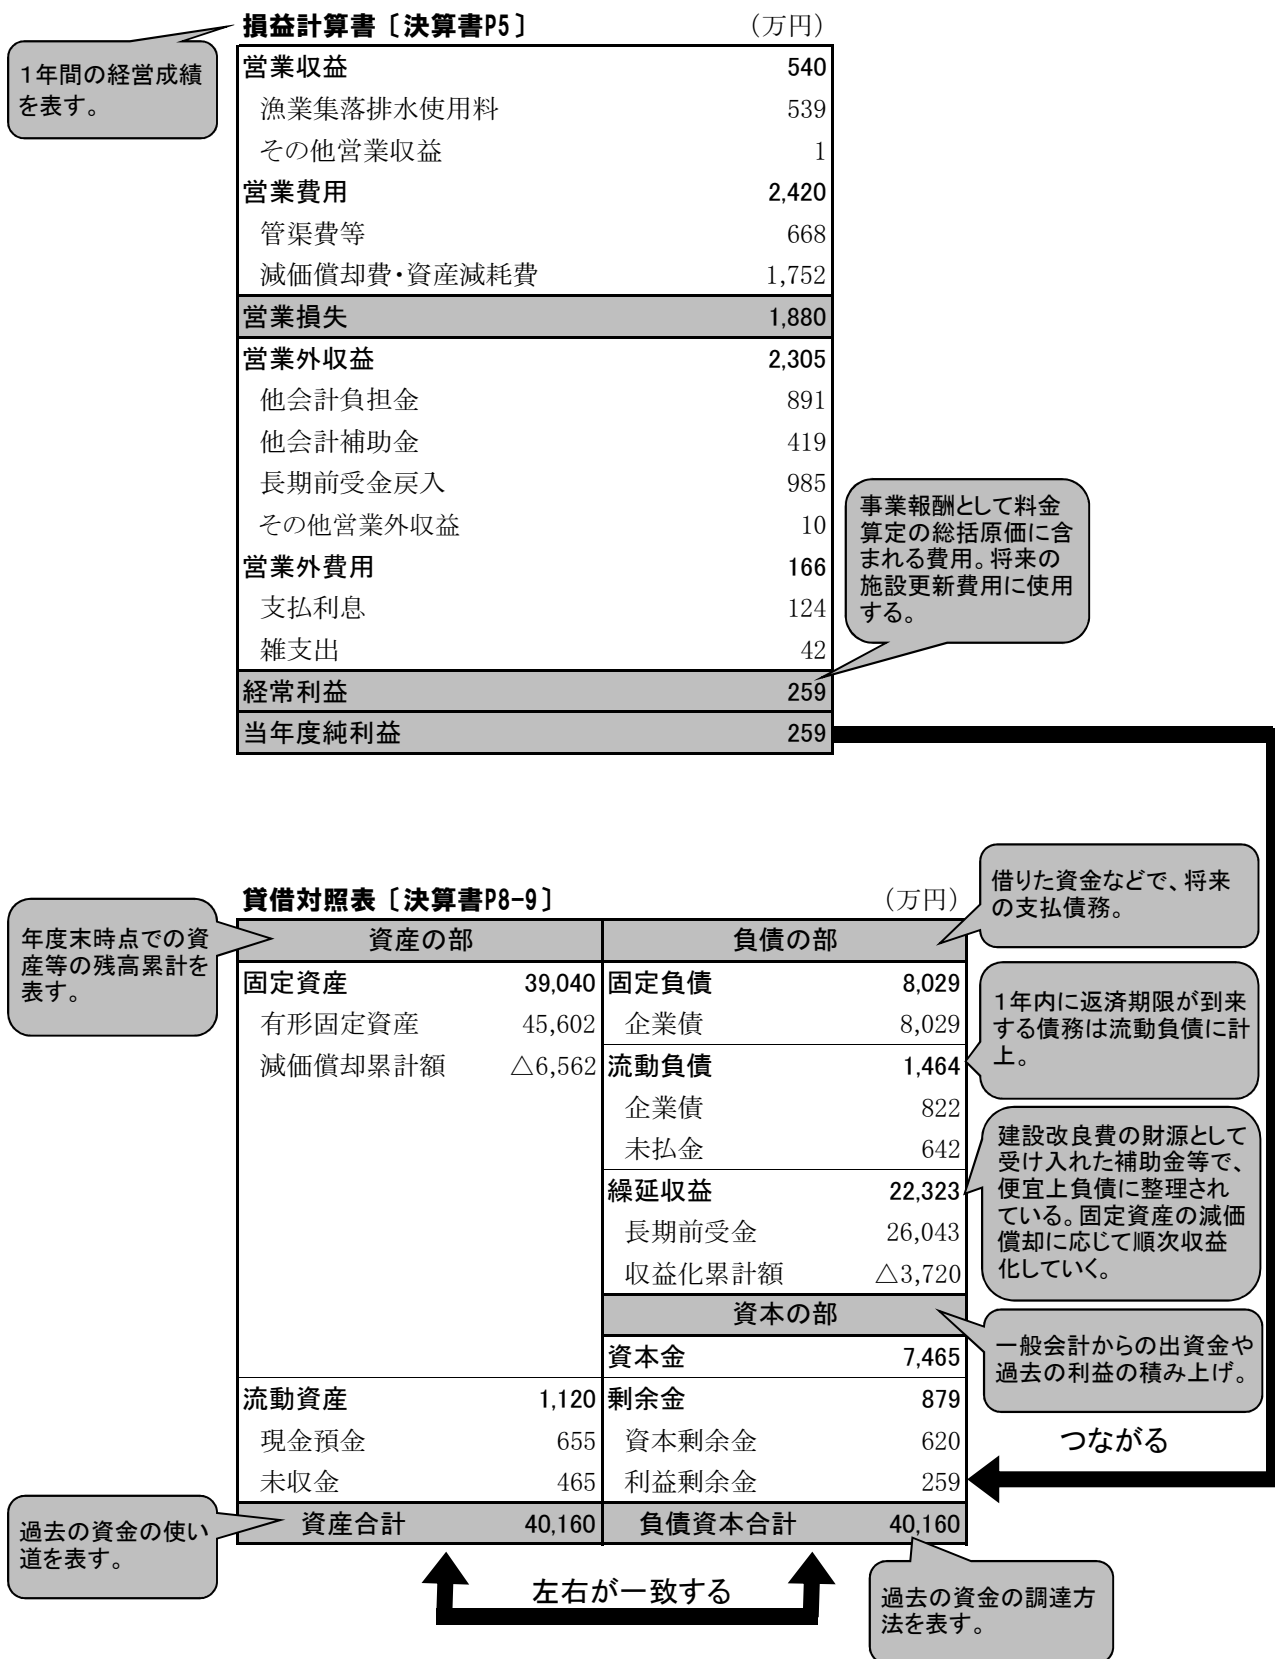 損益計算書〔決算書P5〕 （万円）
１年間の経営成績
を表す。
営業収益 540
漁業集落排水使用料 539
その他営業収益 1
営業費用 2,420
管渠費等 668
減価償却費・資産減耗費 1,752
営業損失 1,880
営業外収益 2,305
他会計負担金 891
他会計補助金 419
長期前受金戻入 985
その他営業外収益 10
営業外費用 166
支払利息 124
雑支出 42
経常利益 259
当年度純利益 259
事業報酬として料金
算定の総括原価に含
まれる費用。将来の
施設更新費用に使用
する。
貸借対照表〔決算書P8-9〕 （万円）
年度末時点での資
産等の残高累計を
表す。
借りた資金などで、将来
の支払債務。
資産の部 負債の部
固定資産 39,040 固定負債 8,029
有形固定資産 45,602 企業債 8,029
減価償却累計額 △6,562 流動負債 1,464
企業債 822
未払金 642
繰延収益 22,323
長期前受金 26,043
収益化累計額 △3,720
資本の部
資本金 7,465
流動資産 1,120 剰余金 879
現金預金 655 資本剰余金 620
未収金 465 利益剰余金 259
資産合計 40,160 負債資本合計 40,160
１年内に返済期限が到来
する債務は流動負債に計
上。
建設改良費の財源として
受け入れた補助金等で、
便宜上負債に整理され
ている。固定資産の減価
償却に応じて順次収益
化していく。
一般会計からの出資金や
過去の利益の積み上げ。
つながる
過去の資金の使い
道を表す。
左右が一致する
過去の資金の調達方
法を表す。